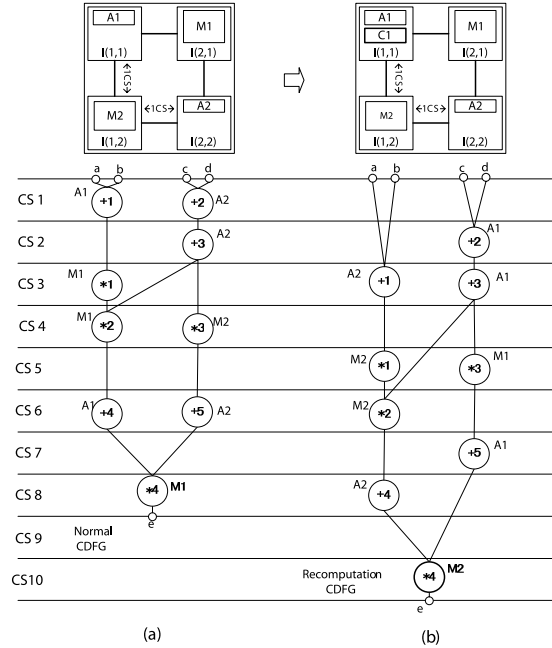 A1
M1
I(1,1)
I(2,1)
1CS
M2
1CS
A2
I(1,2)
I(2,2)
A1
C1
M1
I(1,1)
I(2,1)
1CS
M2
1CS
A2
I(1,2)
I(2,2)
a b c d
a b c d
CS 1
A1 +1
+2 A2
CS 2
+3 A2
+2 A1
CS 3
M1 *1
A2 +1
+3 A1
CS 4
M1 *2
*3 M2
CS 5
M2 *1
*3 M1
CS 6
A1 +4
+5 A2
M2 *2
CS 7
+5 A1
CS 8
*4 M1
A2 +4
e
CS 9
Normal
CDFG
CS10
Recomputation
CDFG
*4 M2
e
(a)
(b)